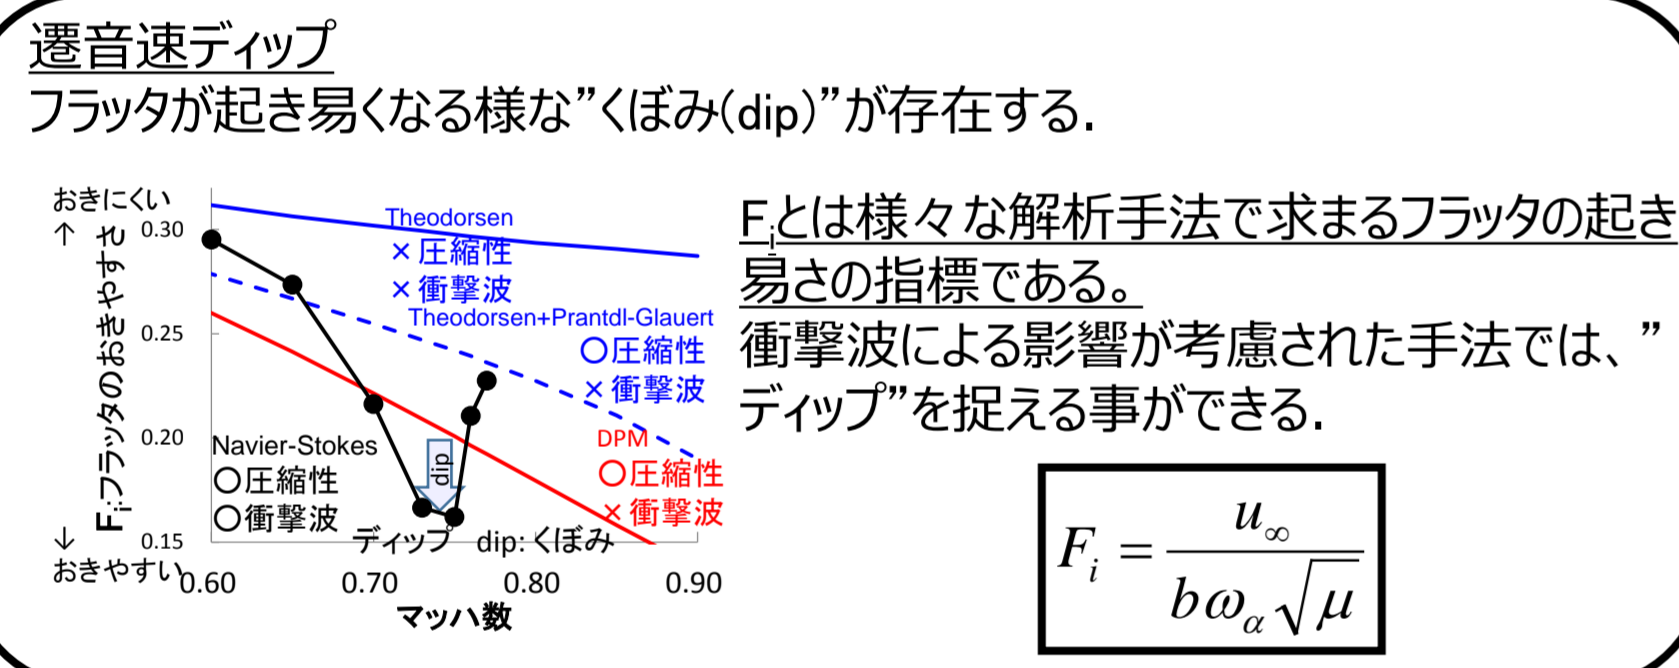 遷音速ディップ
フラッタが起き易くなる様な”くぼみ(dip)”が存在する.
おきにくい
↑
Fi:フラッタのおきやすさ
↓
おきやすい
0.30
0.25
0.20
0.15
0.60
0.70
0.80
0.90
マッハ数
Theodorsen
×圧縮性
×衝撃波
Theodorsen+Prantdl-Glauert
〇圧縮性
×衝撃波
DPM
〇圧縮性
×衝撃波
Navier-Stokes
〇圧縮性
〇衝撃波
dip
ディップ dip:くぼみ
Fiとは様々な解析手法で求まるフラッタの起き
易さの指標である。
衝撃波による影響が考慮された手法では、”
ディップ”を捉える事ができる.
F_i = u_∞ / (b ω_α √μ)